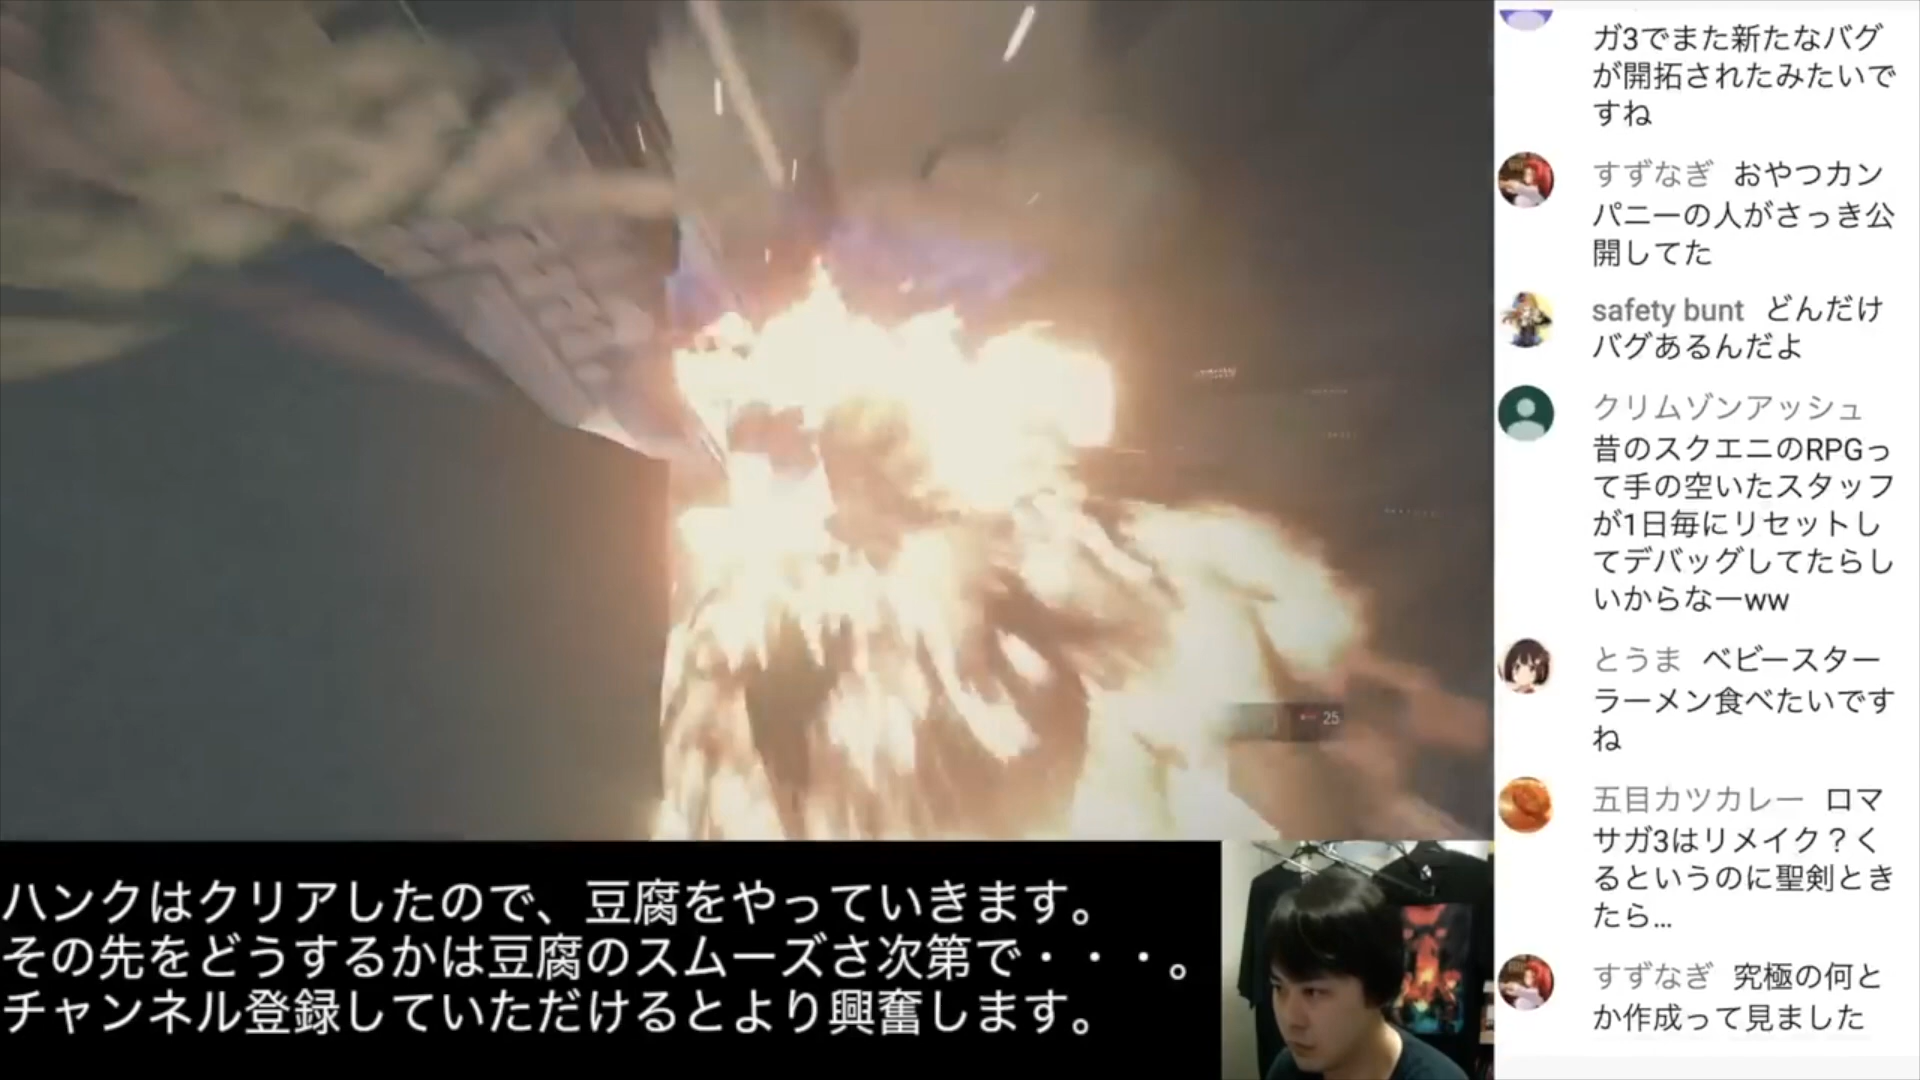 ガ3でまた新たなバグ
が開拓されたみたいで
すね
すずなぎ おやつカン
パニーの人がさっき公
開してた
safety bunt どんだけ
バグあるんだよ
クリムゾンアッシュ
昔のスクエニのRPGっ
て手の空いたスタッフ
が1日毎にリセットし
てデバッグしてたらし
いからなーww
とうま ベビースター
ラーメン食べたいです
ね
五目カツカレー ロマ
サガ3はリメイク？く
るというのに聖剣とき
たら...
すずなぎ 究極の何と
か作成って見ました
25
ハンクはクリアしたので、豆腐をやっていきます。
その先をどうするかは豆腐のスムーズさ次第で・・・。
チャンネル登録していただけるとより興奮します。